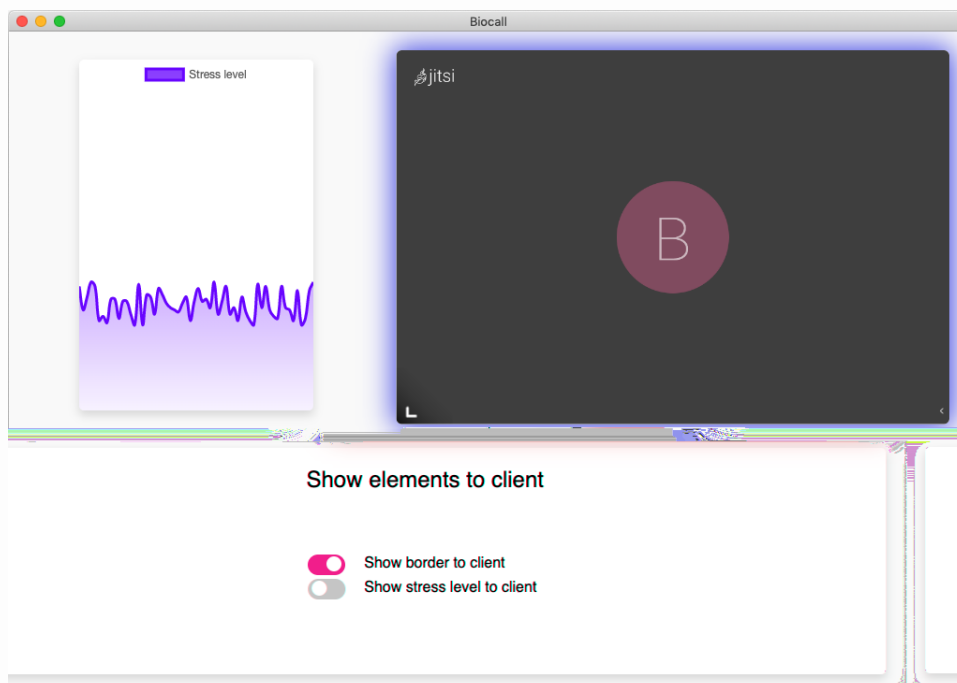 Biocall
Stress level
jitsi
B
L
Show elements to client
Show border to client
Show stress level to client